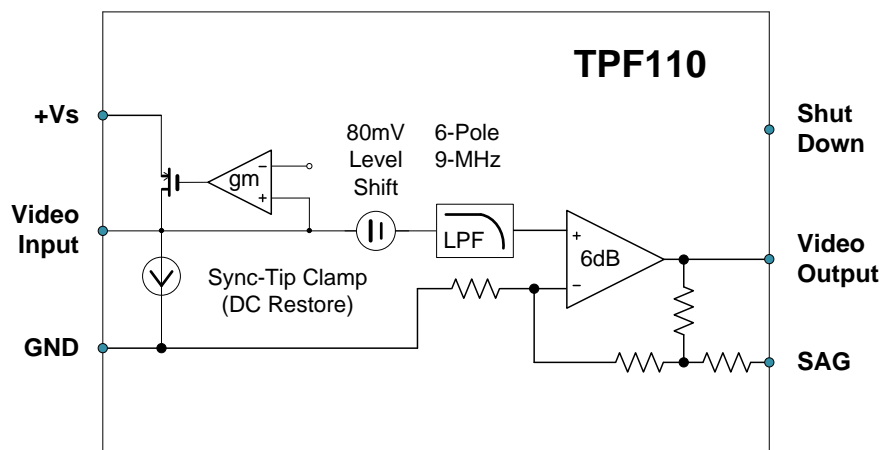 TPF110
+Vs
80mV
Level
Shift
6-Pole
9-MHz
Shut
Down
gm
−
+
Video
Input
LPF
+
6dB
−
Video
Output
Sync-Tip Clamp
(DC Restore)
GND
SAG